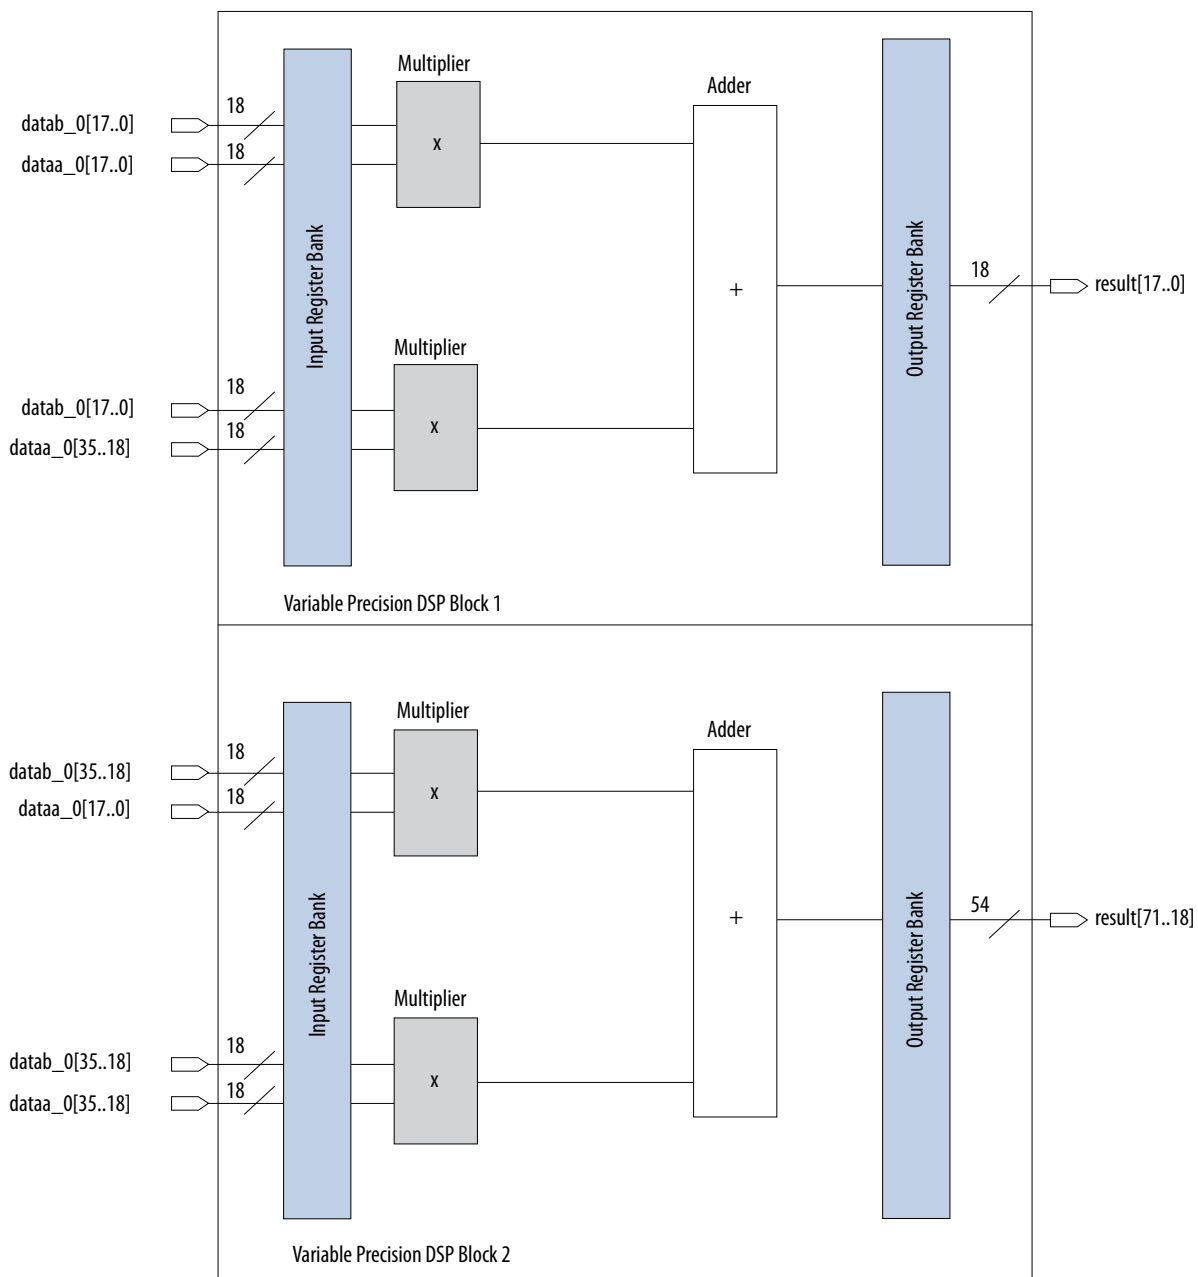 Multiplier
Adder
18
datab_0[17..0]
18
dataa_0[17..0]
x
Input Register Bank
Output Register Bank
+
18
result[17..0]
Multiplier
18
datab_0[17..0]
18
dataa_0[35..18]
x
Variable Precision DSP Block 1
Multiplier
Adder
18
datab_0[35..18]
18
dataa_0[17..0]
x
Input Register Bank
Output Register Bank
+
54
result[71..18]
Multiplier
18
datab_0[35..18]
18
dataa_0[35..18]
x
Variable Precision DSP Block 2